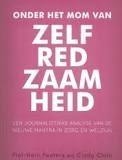 ONDER HET MOM VAN
ZELF
RED
ZAAM
HEID
EEN JOURNALISTIEKE ANALYSE VAN DE
NIEUWE MANTRA IN ZORG EN WELZIJN
Piet-Hein Peeters en Cindy Cloïn